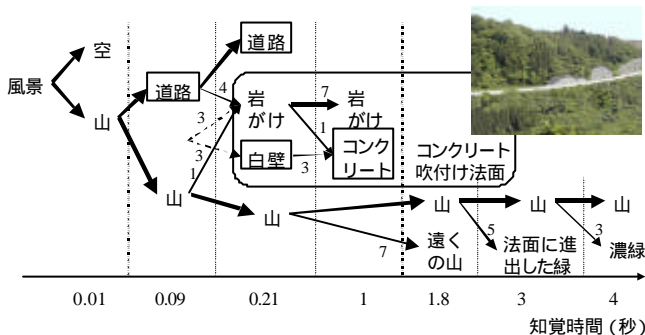 道路
空
風景
道路
4
岩
がけ
7
岩
がけ
3
1
山
3
白壁
3
コンク
リート
コンクリート
吹付け法面
1
山
山
山
山
山
7
遠く
の山
5
法面に進
出した緑
3
濃緑
0.01
0.09
0.21
1
1.8
3
4
知覚時間(秒)